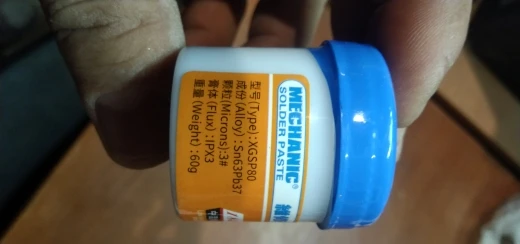 MECHANIC®
SOLDER PASTE
型号(Type):XGSP80
成份(Alloy):Sn63Pb37
颗粒(Microns):3#
膏体(Flux):IPX3
重量(Weight):60g